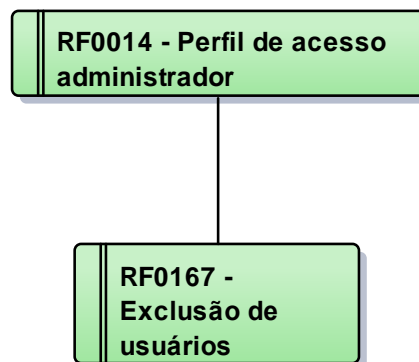 RF0014 - Perfil de acesso
administrador
RF0167 -
Exclusão de
usuários